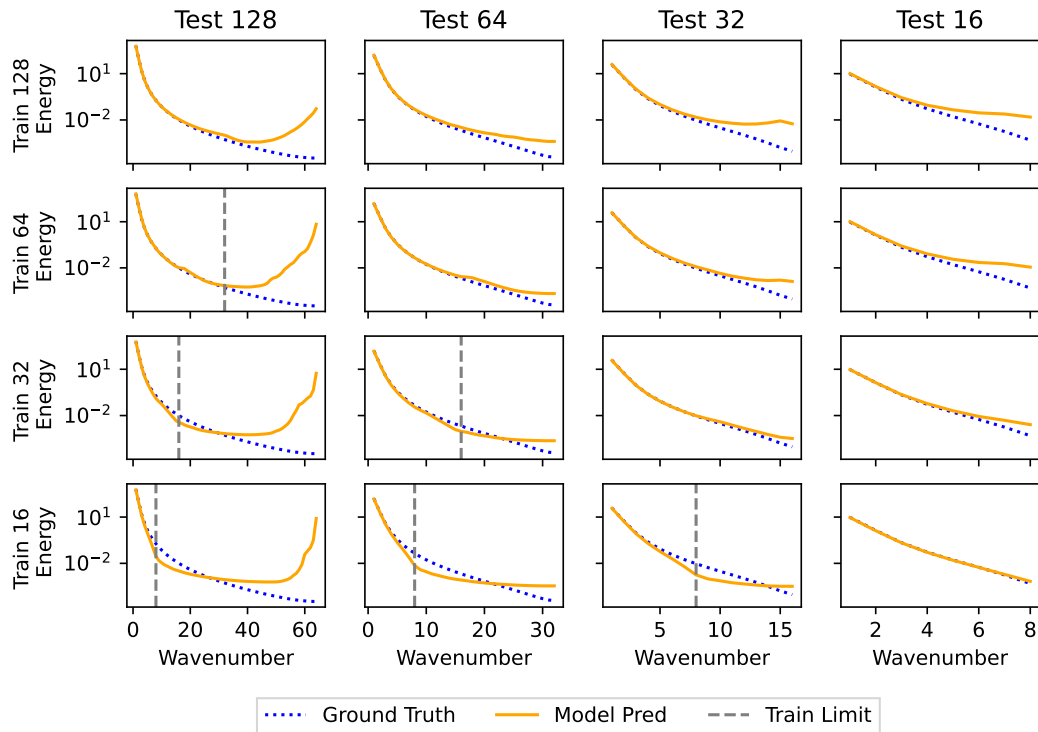 Test 128 Test 64 Test 32 Test 16
Train 128
Energy
10^1
10^−2
Train 64
Energy
10^1
10^−2
Train 32
Energy
10^1
10^−2
Train 16
Energy
10^1
10^−2
0 20 40 60 0 10 20 30 5 10 15 2 4 6 8
Wavenumber Wavenumber Wavenumber Wavenumber
Ground Truth Model Pred Train Limit